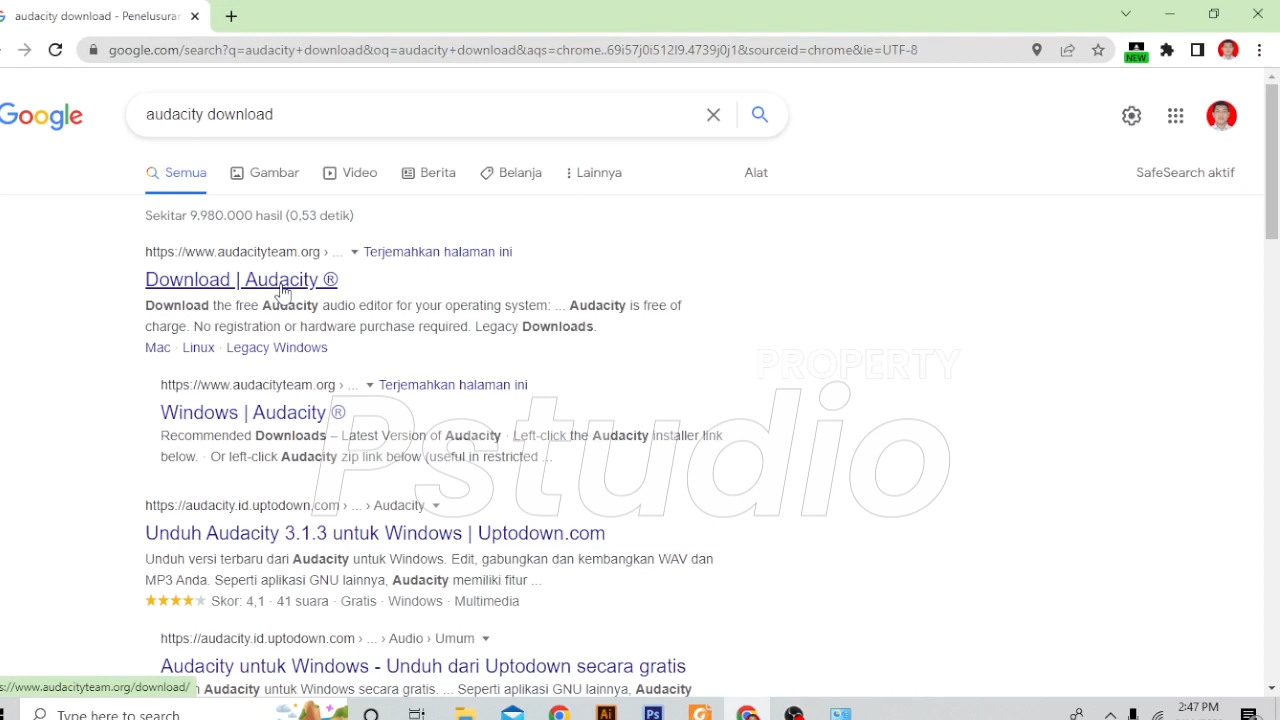 audacity download - Penelusura
google.com/search?q=audacity+download&oq=audacity+download&aqs=chrome..69i57j0i512l9.4739j0j1&sourceid=chrome&ie=UTF-8
NEW
Google
audacity download
Semua
Gambar
Video
Berita
Belanja
Lainnya
Alat
SafeSearch aktif
Sekitar 9.980.000 hasil (0,53 detik)
https://www.audacityteam.org › ... Terjemahkan halaman ini
Download | Audacity ®
Download the free Audacity audio editor for your operating system: ... Audacity is free of
charge. No registration or hardware purchase required. Legacy Downloads.
Mac · Linux · Legacy Windows
PROPERTY
Pstudio
https://www.audacityteam.org › ... Terjemahkan halaman ini
Windows | Audacity ®
Recommended Downloads – Latest Version of Audacity · Left-click the Audacity installer link
below. · Or left-click Audacity zip link below (useful in restricted ...
https://audacity.id.uptodown.com › ... › Audacity
Unduh Audacity 3.1.3 untuk Windows | Uptodown.com
Unduh versi terbaru dari Audacity untuk Windows. Edit, gabungkan dan kembangkan WAV dan
MP3 Anda. Seperti aplikasi GNU lainnya, Audacity memiliki fitur ...
Skor: 4,1 · 41 suara · Gratis · Windows · Multimedia
https://audacity.id.uptodown.com › ... › Audio › Umum
Audacity untuk Windows - Unduh dari Uptodown secara gratis
Audacity untuk Windows secara gratis. ... Seperti aplikasi GNU lainnya, Audacity
s://www.audacityteam.org/download/
Type here to search
Ai
Ps
2:47 PM